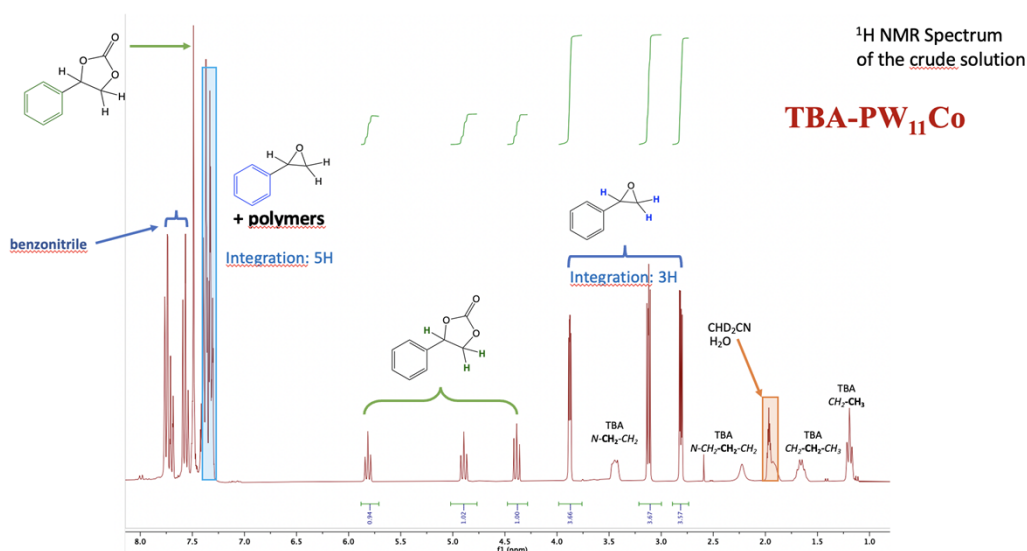 ¹H NMR Spectrum
of the crude solution
TBA-PW₁₁Co
O
O
O
H
H
H
benzonitrile
H
O
H
H
+ polymers
Integration: 5H
H
O
H
H
Integration: 3H
O
O
O
H
H
H
CHD₂CN
H₂O
TBA
N-CH₂-CH₂
TBA
N-CH₂-CH₂-CH₂
TBA
CH₂-CH₂-CH₃
TBA
CH₂-CH₃
0.94
1.02
1.00
3.66
3.67
3.57
8.0 7.5 7.0 6.5 6.0 5.5 5.0 4.5 4.0 3.5 3.0 2.5 2.0 1.5 1.0
f1 (ppm)